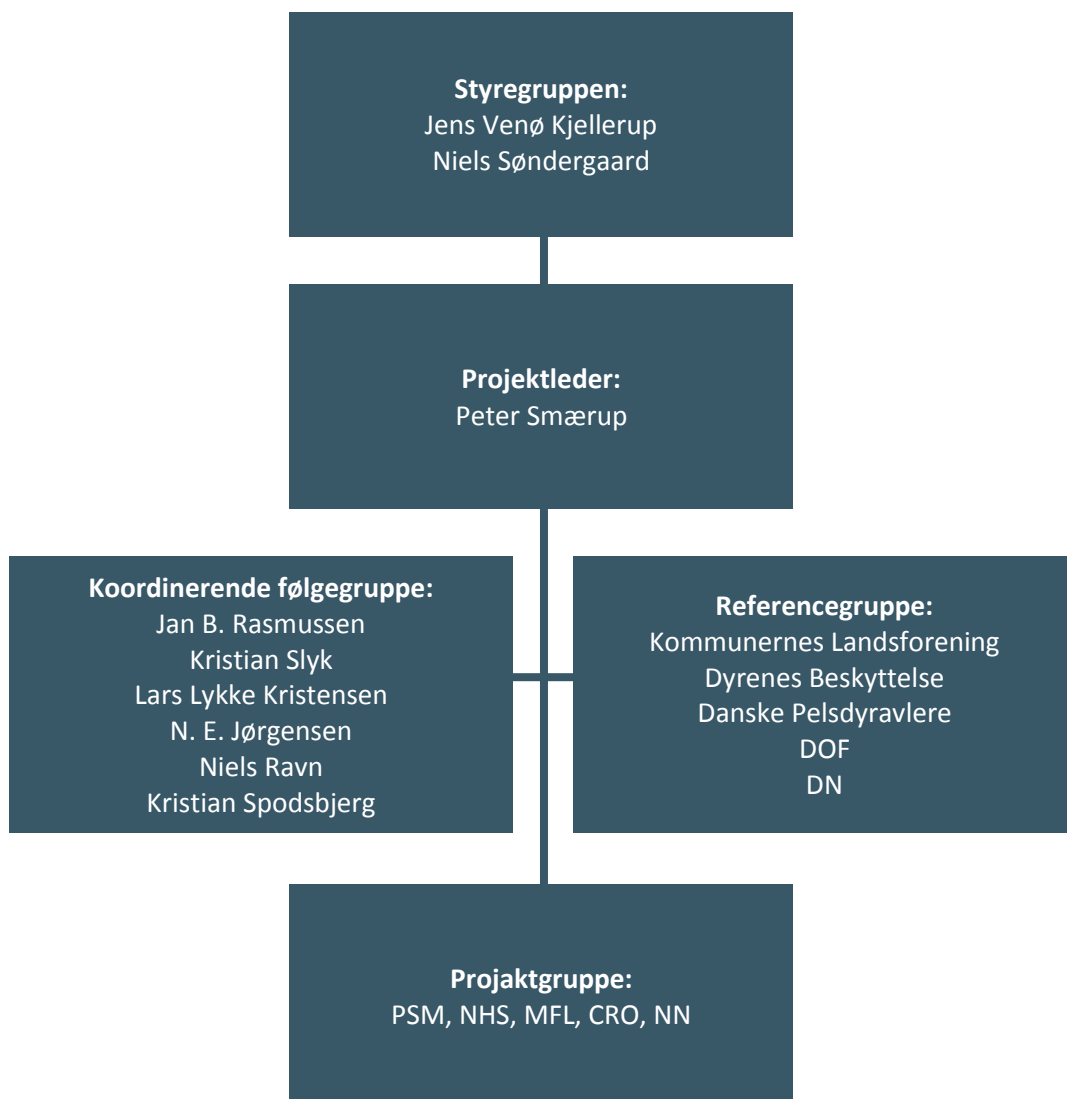 Styregruppen:
Jens Venø Kjellerup
Niels Søndergaard
Projektleder:
Peter Smærup
Koordinerende følgegruppe:
Jan B. Rasmussen
Kristian Slyk
Lars Lykke Kristensen
N. E. Jørgensen
Niels Ravn
Kristian Spodsbjerg
Referencegruppe:
Kommunernes Landsforening
Dyrenes Beskyttelse
Danske Pelsdyravlere
DOF
DN
Projaktgruppe:
PSM, NHS, MFL, CRO, NN